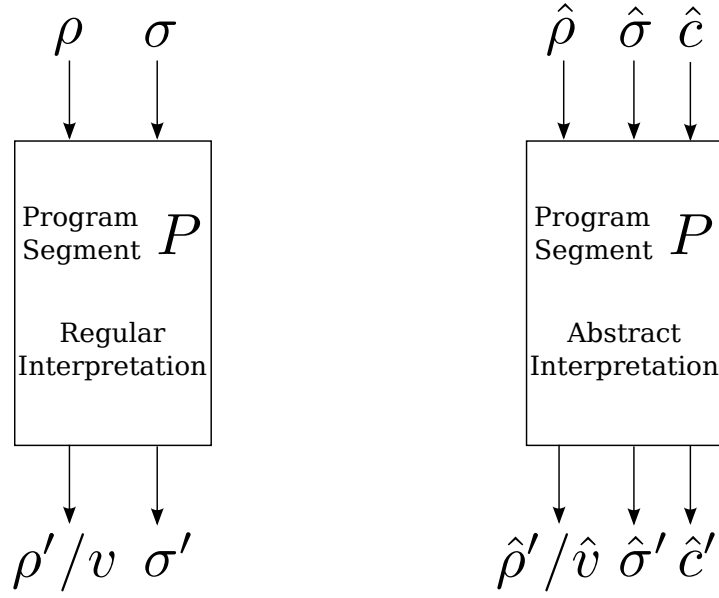 ρ σ
Program
Segment P
Regular
Interpretation
ρ′/v σ′
ρ̂ σ̂ ĉ
Program
Segment P
Abstract
Interpretation
ρ̂′/v̂ σ̂′ ĉ′